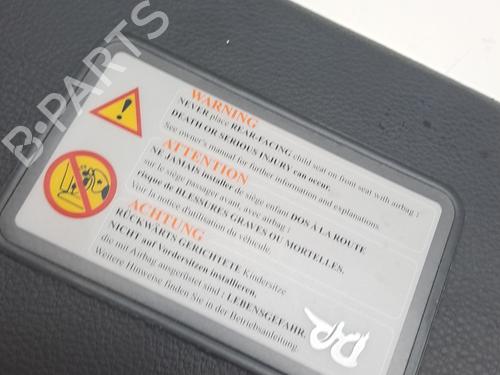 B-PARTS
WARNING
NEVER place REAR-FACING child seat on front seat with airbag :
DEATH OR SERIOUS INJURY can occur.
See owner's manual for further information and explanations.
ATTENTION
NE JAMAIS installer de siège enfant DOS À LA ROUTE
sur le siège passager avant, avec airbag :
risque de BLESSURES GRAVES OU MORTELLES.
Voir la notice d'utilisation du véhicule.
ACHTUNG
RÜCKWÄRTS GERICHTETE Kindersitze
NICHT auf Vordersitzen installieren,
die mit Airbag ausgerüstet sind : LEBENSGEFAHR.
Weitere Hinweise finden Sie in der Betriebsanleitung.